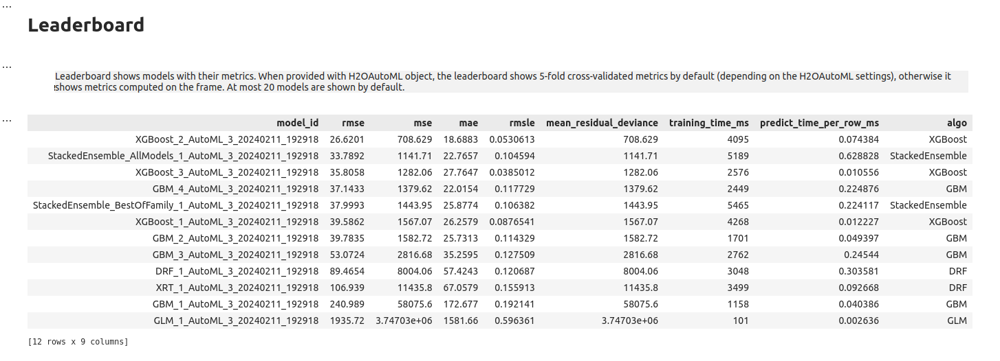 ...
Leaderboard
...
Leaderboard shows models with their metrics. When provided with H2OAutoML object, the leaderboard shows 5-fold cross-validated metrics by default (depending on the H2OAutoML settings), otherwise it
shows metrics computed on the frame. At most 20 models are shown by default.
...
model_id rmse mse mae rmsle mean_residual_deviance training_time_ms predict_time_per_row_ms algo
XGBoost_2_AutoML_3_20240211_192918 26.6201 708.629 18.6883 0.0530613 708.629 4095 0.074384 XGBoost
StackedEnsemble_AllModels_1_AutoML_3_20240211_192918 33.7892 1141.71 22.7657 0.104594 1141.71 5189 0.628828 StackedEnsemble
XGBoost_3_AutoML_3_20240211_192918 35.8058 1282.06 27.7647 0.0385012 1282.06 2576 0.010556 XGBoost
GBM_4_AutoML_3_20240211_192918 37.1433 1379.62 22.0154 0.117729 1379.62 2449 0.224876 GBM
StackedEnsemble_BestOfFamily_1_AutoML_3_20240211_192918 37.9993 1443.95 25.8774 0.106382 1443.95 5465 0.224117 StackedEnsemble
XGBoost_1_AutoML_3_20240211_192918 39.5862 1567.07 26.2579 0.0876541 1567.07 4268 0.012227 XGBoost
GBM_2_AutoML_3_20240211_192918 39.7835 1582.72 25.7313 0.114329 1582.72 1701 0.049397 GBM
GBM_3_AutoML_3_20240211_192918 53.0724 2816.68 35.2595 0.127509 2816.68 2762 0.24544 GBM
DRF_1_AutoML_3_20240211_192918 89.4654 8004.06 57.4243 0.120687 8004.06 3048 0.303581 DRF
XRT_1_AutoML_3_20240211_192918 106.939 11435.8 67.0579 0.155913 11435.8 3499 0.092668 DRF
GBM_1_AutoML_3_20240211_192918 240.989 58075.6 172.677 0.192141 58075.6 1158 0.040386 GBM
GLM_1_AutoML_3_20240211_192918 1935.72 3.74703e+06 1581.66 0.596361 3.74703e+06 101 0.002636 GLM
[12 rows x 9 columns]